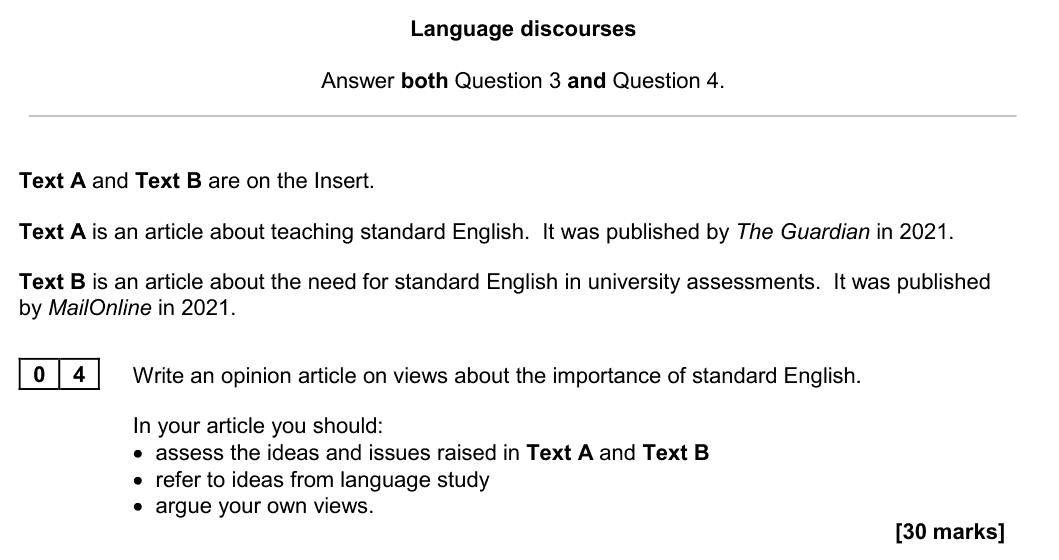 Language discourses
Answer both Question 3 and Question 4.
Text A and Text B are on the Insert.
Text A is an article about teaching standard English. It was published by The Guardian in 2021.
Text B is an article about the need for standard English in university assessments. It was published
by MailOnline in 2021.
0 4 Write an opinion article on views about the importance of standard English.
In your article you should:
• assess the ideas and issues raised in Text A and Text B
• refer to ideas from language study
• argue your own views.
[30 marks]